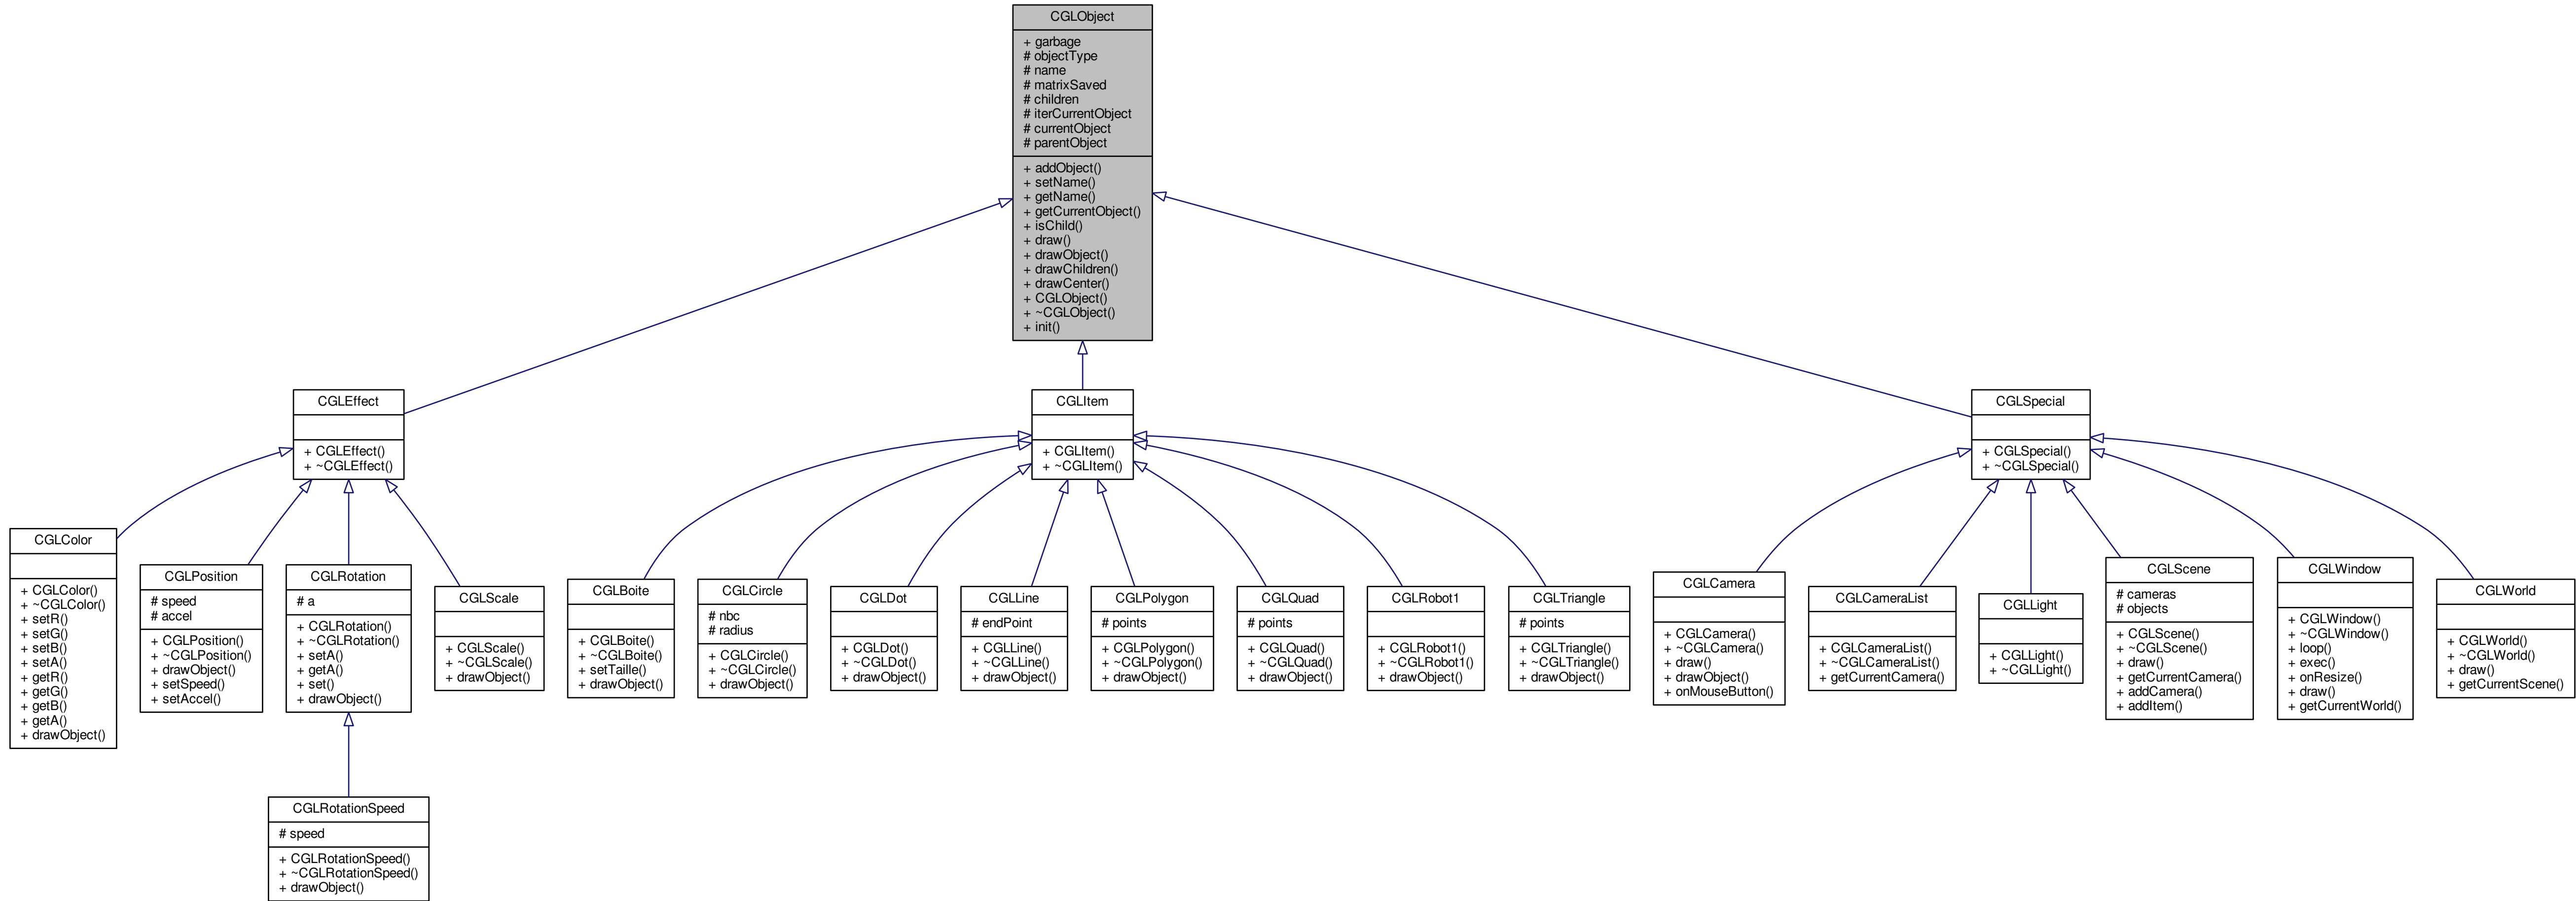 CGLObject
+ garbage
# objectType
# name
# matrixSaved
# children
# iterCurrentObject
# currentObject
# parentObject
+ addObject()
+ setName()
+ getName()
+ getCurrentObject()
+ isChild()
+ draw()
+ drawObject()
+ drawChildren()
+ drawCenter()
+ CGLObject()
+ ~CGLObject()
+ init()
CGLEffect
+ CGLEffect()
+ ~CGLEffect()
CGLItem
+ CGLItem()
+ ~CGLItem()
CGLSpecial
+ CGLSpecial()
+ ~CGLSpecial()
CGLColor
+ CGLColor()
+ ~CGLColor()
+ setR()
+ setG()
+ setB()
+ setA()
+ getR()
+ getG()
+ getB()
+ getA()
+ drawObject()
CGLPosition
# speed
# accel
+ CGLPosition()
+ ~CGLPosition()
+ drawObject()
+ setSpeed()
+ setAccel()
CGLRotation
# a
+ CGLRotation()
+ ~CGLRotation()
+ setA()
+ getA()
+ set()
+ drawObject()
CGLScale
+ CGLScale()
+ ~CGLScale()
+ drawObject()
CGLBoite
+ CGLBoite()
+ ~CGLBoite()
+ setTaille()
+ drawObject()
CGLCircle
# nbc
# radius
+ CGLCircle()
+ ~CGLCircle()
+ drawObject()
CGLDot
+ CGLDot()
+ ~CGLDot()
+ drawObject()
CGLLine
# endPoint
+ CGLLine()
+ ~CGLLine()
+ drawObject()
CGLPolygon
# points
+ CGLPolygon()
+ ~CGLPolygon()
+ drawObject()
CGLQuad
# points
+ CGLQuad()
+ ~CGLQuad()
+ drawObject()
CGLRobot1
+ CGLRobot1()
+ ~CGLRobot1()
+ drawObject()
CGLTriangle
# points
+ CGLTriangle()
+ ~CGLTriangle()
+ drawObject()
CGLCamera
+ CGLCamera()
+ ~CGLCamera()
+ draw()
+ drawObject()
+ onMouseButton()
CGLCameraList
+ CGLCameraList()
+ ~CGLCameraList()
+ getCurrentCamera()
CGLLight
+ CGLLight()
+ ~CGLLight()
CGLScene
# cameras
# objects
+ CGLScene()
+ ~CGLScene()
+ draw()
+ getCurrentCamera()
+ addCamera()
+ addItem()
CGLWindow
+ CGLWindow()
+ ~CGLWindow()
+ loop()
+ exec()
+ onResize()
+ draw()
+ getCurrentWorld()
CGLWorld
+ CGLWorld()
+ ~CGLWorld()
+ draw()
+ getCurrentScene()
CGLRotationSpeed
# speed
+ CGLRotationSpeed()
+ ~CGLRotationSpeed()
+ drawObject()